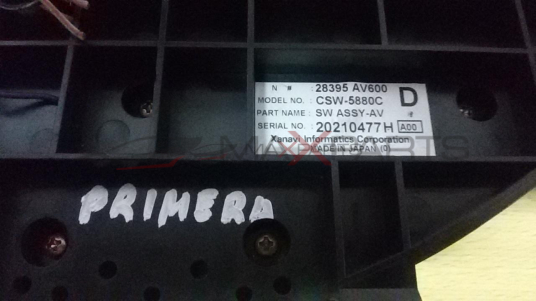 N # : 28395 AV600
MODEL NO. : CSW-5880C D
PART NAME : SW ASSY-AV
SERIAL NO. : 20210477H A00
Xanavi Informatics Corporation
MADE IN JAPAN (0)
PRIMERA